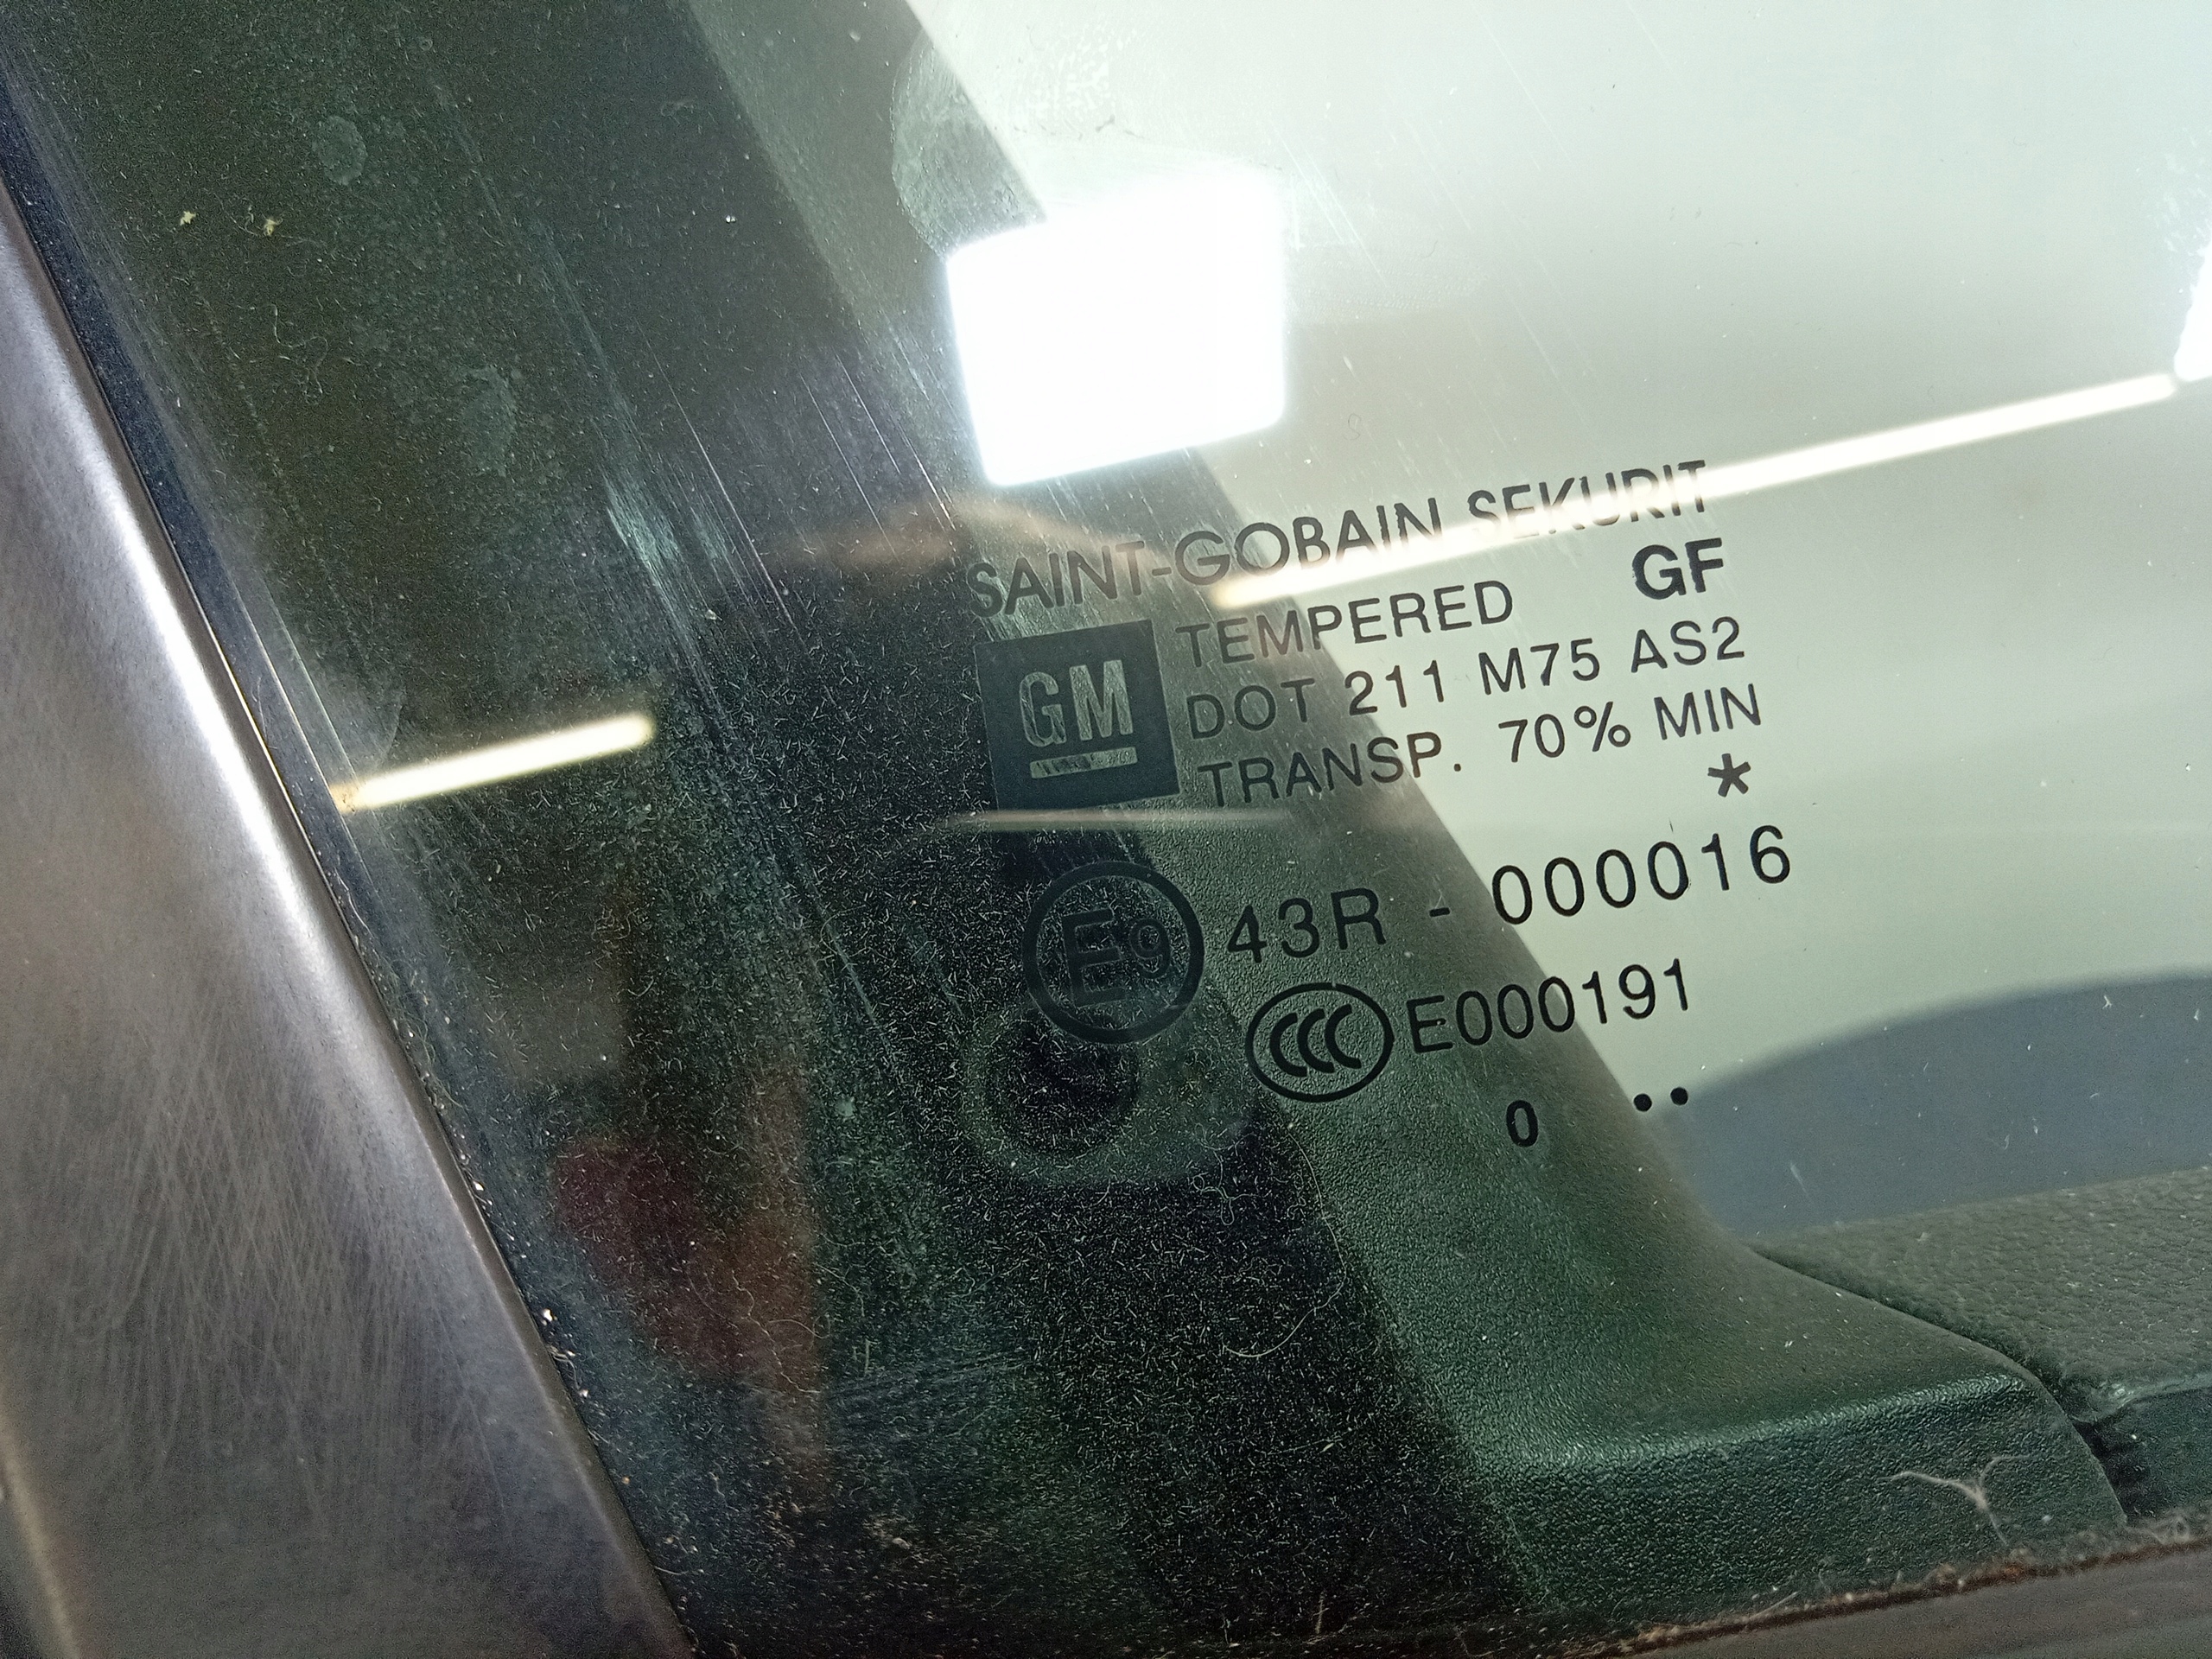 SAINT-GOBAIN SEKURIT
TEMPERED GF
GM
DOT 211 M75 AS2
TRANSP. 70% MIN
*
E9 43R - 000016
CCC E000191
0 ..